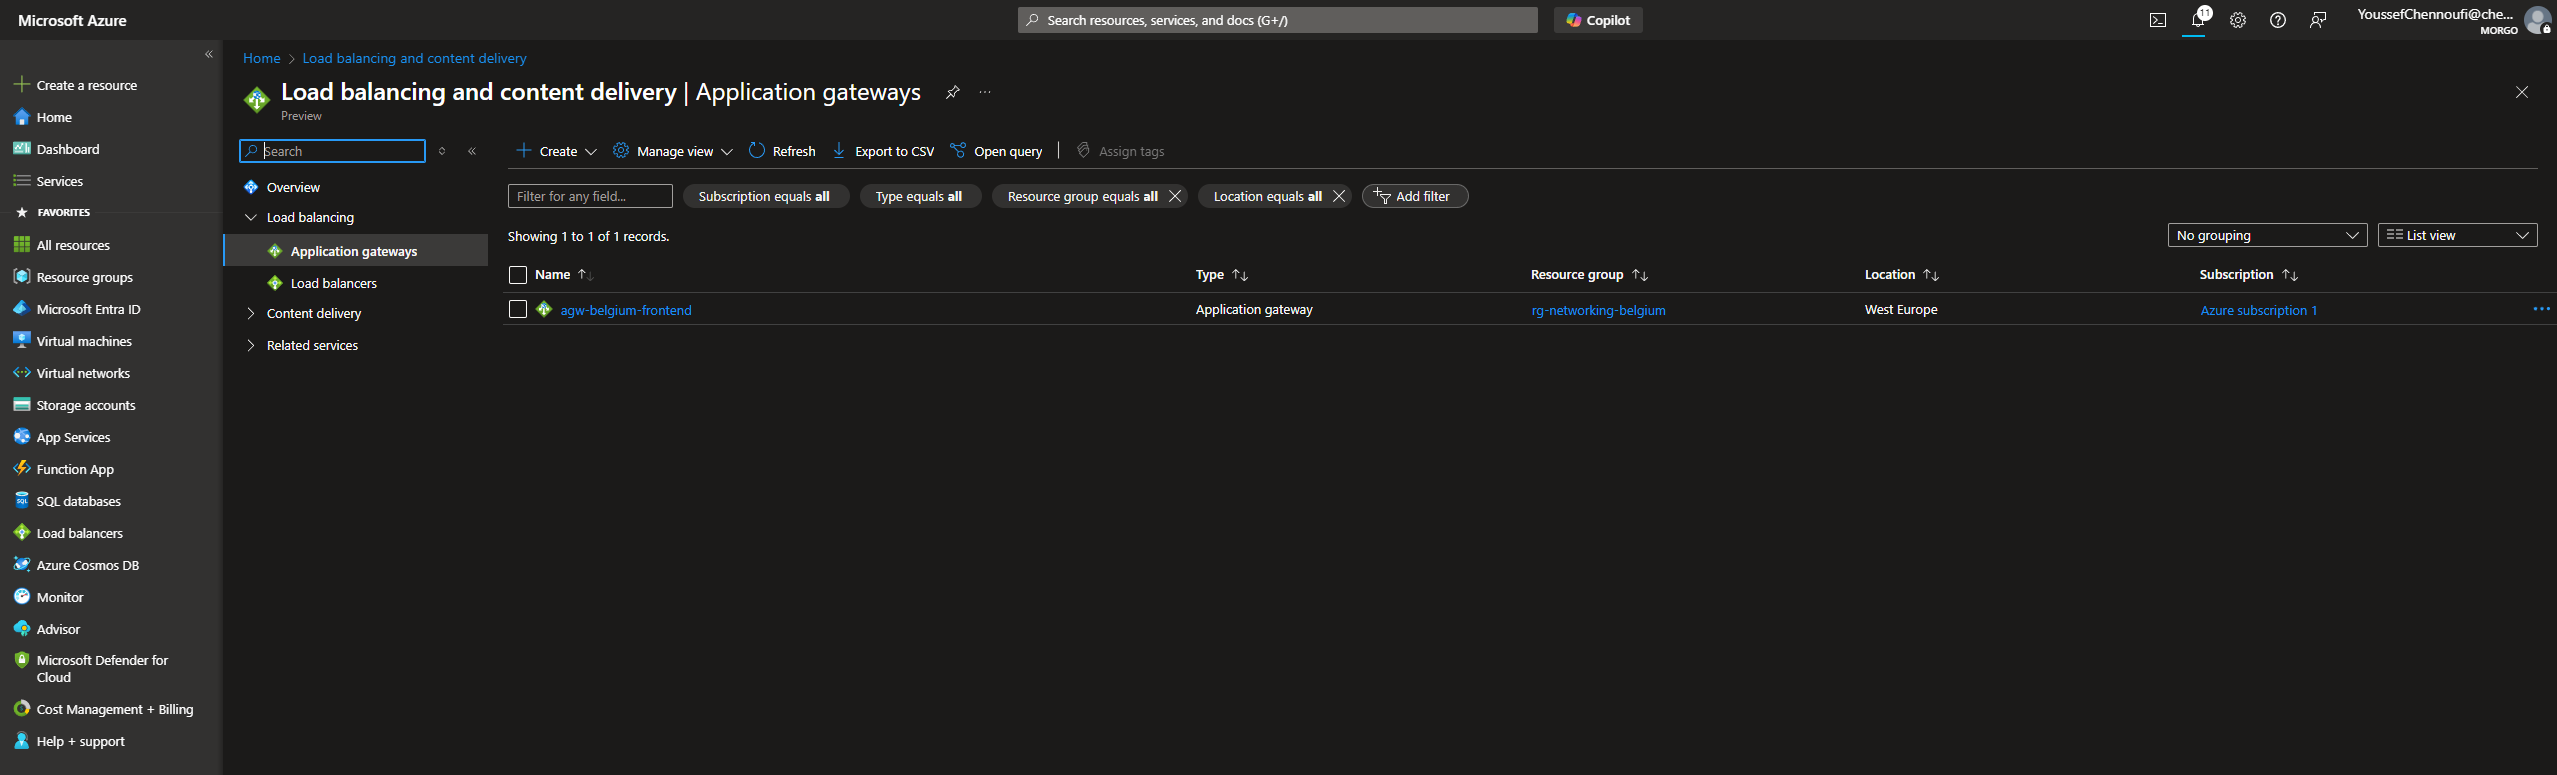 Microsoft Azure
Search resources, services, and docs (G+/)
Copilot
11
YoussefChennoufi@che...
MORGO
Create a resource
Home
Dashboard
Services
FAVORITES
All resources
Resource groups
Microsoft Entra ID
Virtual machines
Virtual networks
Storage accounts
App Services
Function App
SQL databases
Load balancers
Azure Cosmos DB
Monitor
Advisor
Microsoft Defender for
Cloud
Cost Management + Billing
Help + support
Home > Load balancing and content delivery
Load balancing and content delivery | Application gateways
Preview
Search
Overview
Load balancing
Application gateways
Load balancers
Content delivery
Related services
Create Manage view Refresh Export to CSV Open query Assign tags
Filter for any field... Subscription equals all Type equals all Resource group equals all Location equals all Add filter
Showing 1 to 1 of 1 records.
No grouping List view
Name Type Resource group Location Subscription
agw-belgium-frontend Application gateway rg-networking-belgium West Europe Azure subscription 1